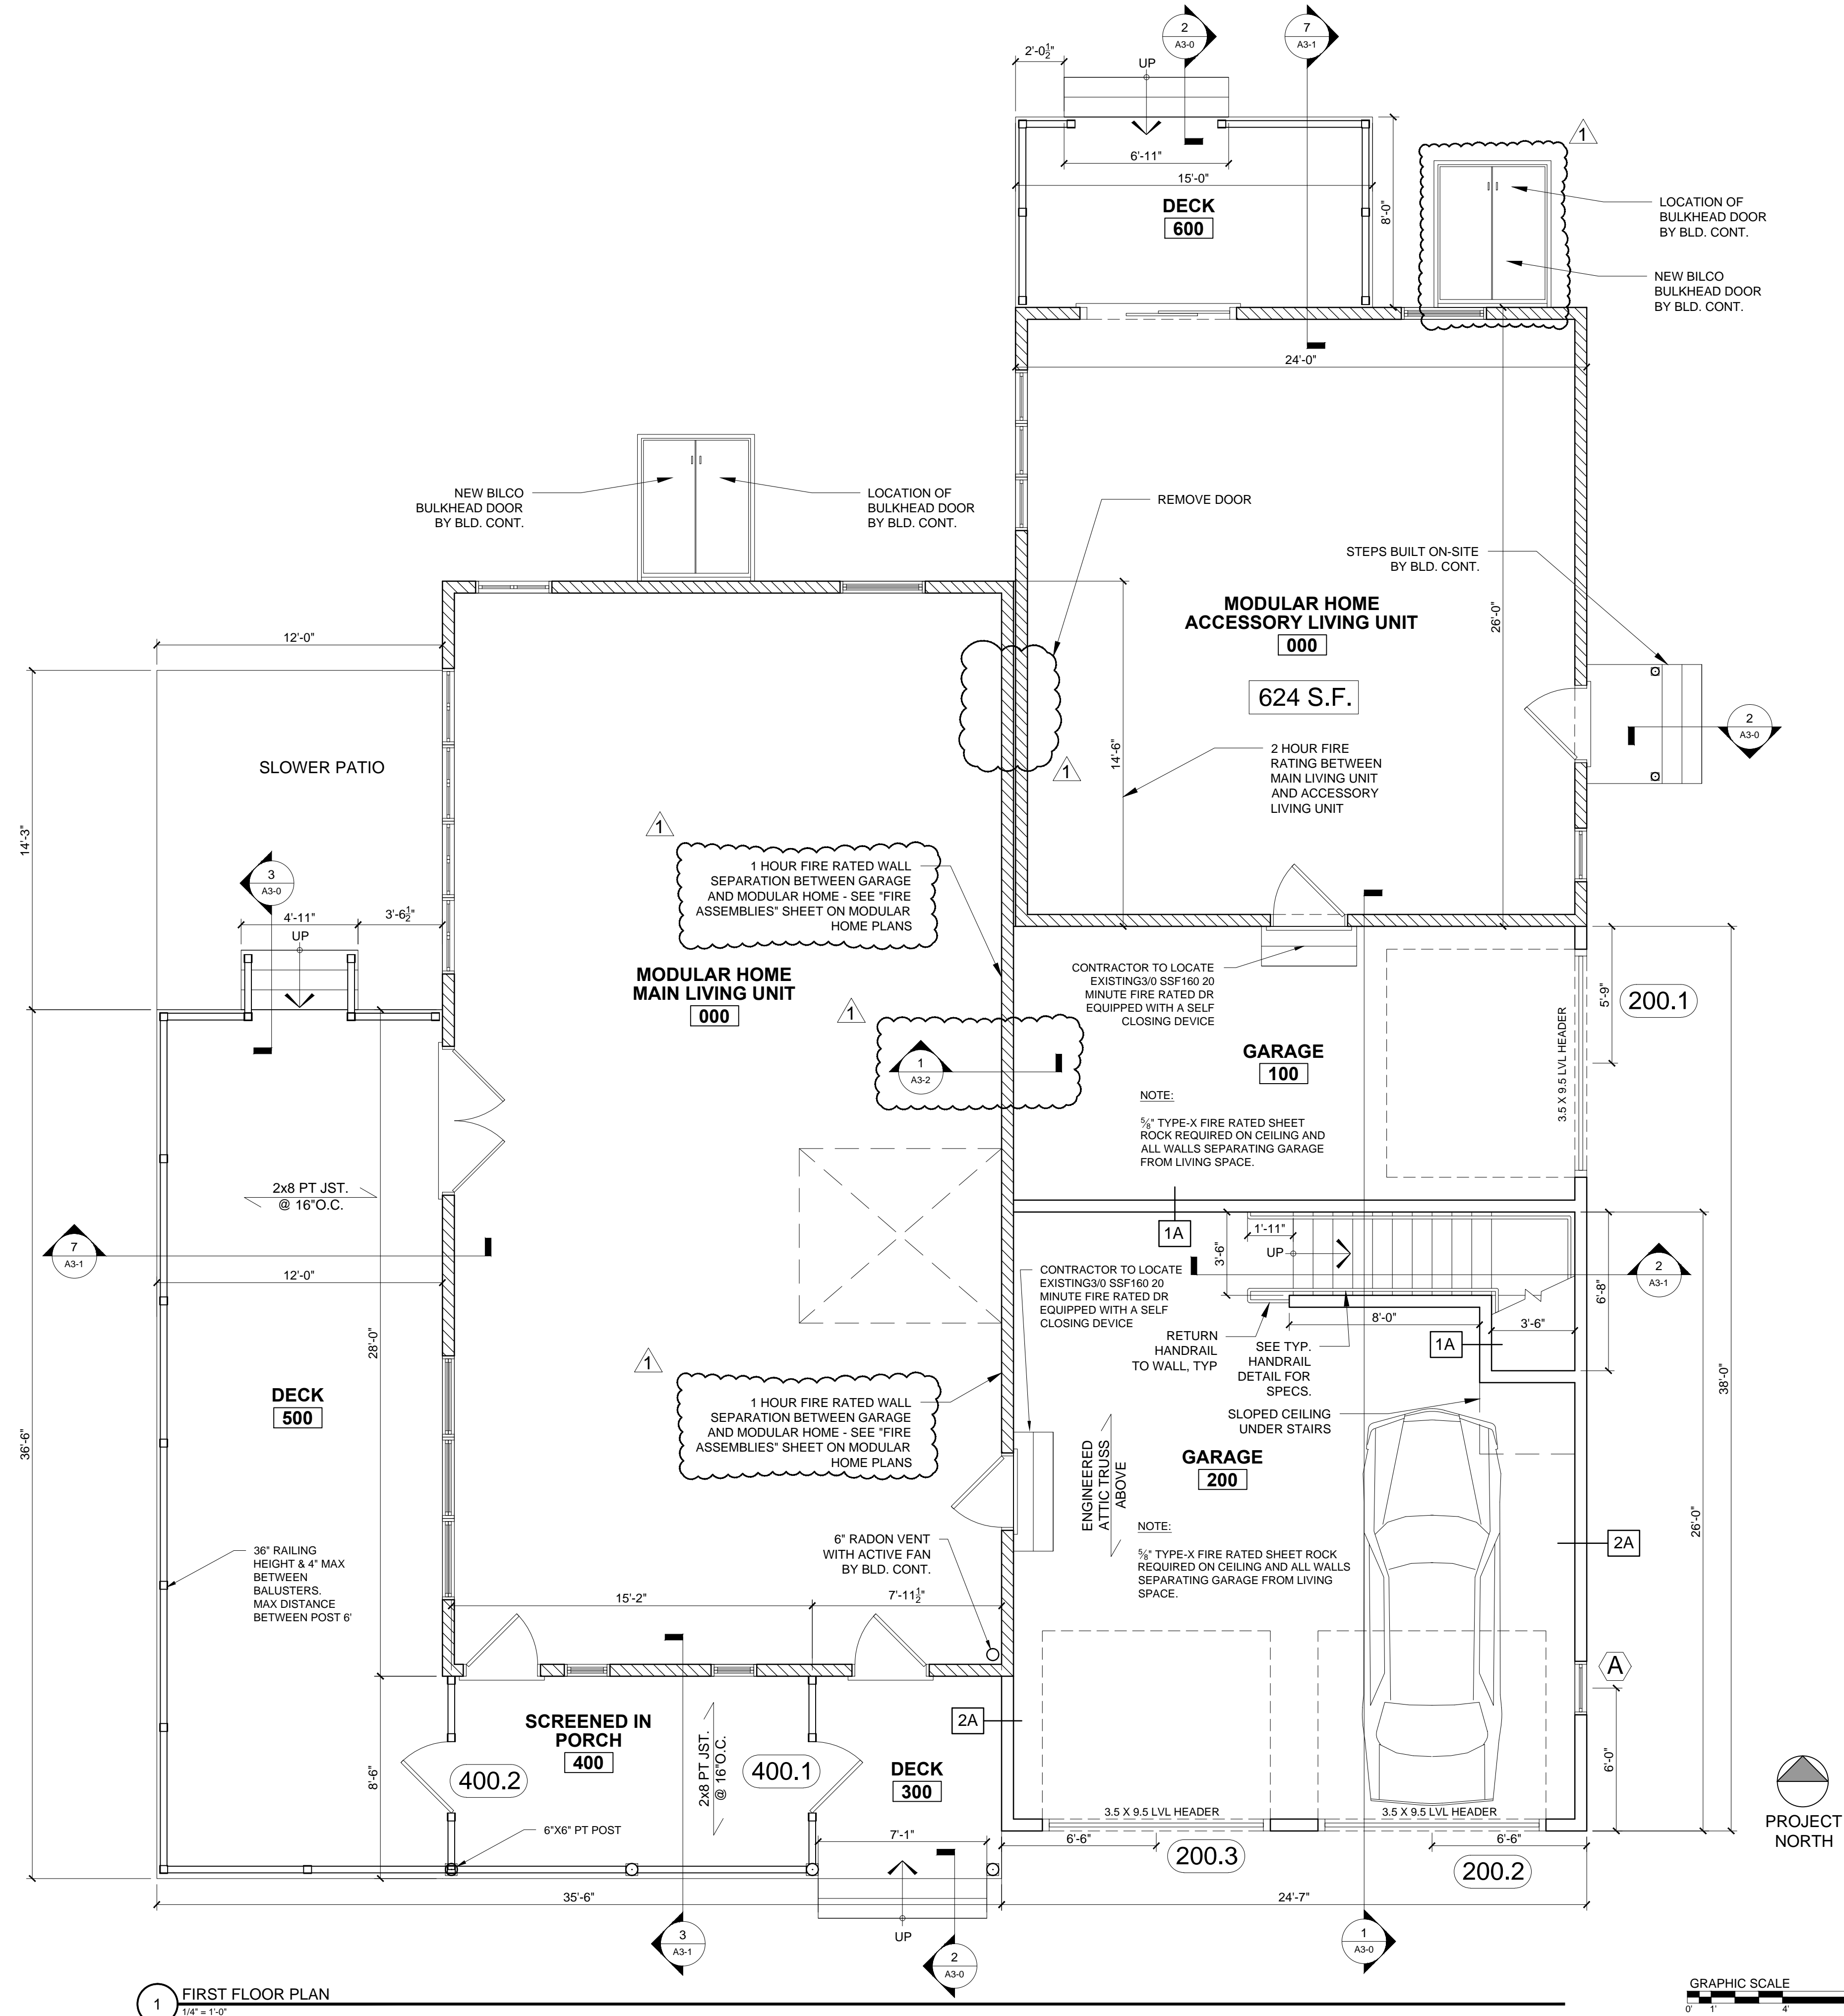 2
A3-0
7
A3-1
2'-0½"
UP
6'-11"
15'-0"
DECK
600
8'-0"
1
LOCATION OF
BULKHEAD DOOR
BY BLD. CONT.
NEW BILCO
BULKHEAD DOOR
BY BLD. CONT.
24'-0"
NEW BILCO
BULKHEAD DOOR
BY BLD. CONT.
LOCATION OF
BULKHEAD DOOR
BY BLD. CONT.
REMOVE DOOR
STEPS BUILT ON-SITE
BY BLD. CONT.
MODULAR HOME
ACCESSORY LIVING UNIT
000
26'-0"
624 S.F.
12'-0"
2
A3-0
14'-6"
2 HOUR FIRE
RATING BETWEEN
MAIN LIVING UNIT
AND ACCESSORY
LIVING UNIT
1
SLOWER PATIO
14'-3"
1
1 HOUR FIRE RATED WALL
SEPARATION BETWEEN GARAGE
AND MODULAR HOME - SEE "FIRE
ASSEMBLIES" SHEET ON MODULAR
HOME PLANS
3
A3-0
4'-11"
3'-6½"
UP
MODULAR HOME
MAIN LIVING UNIT
000
CONTRACTOR TO LOCATE
EXISTING3/0 SSF160 20
MINUTE FIRE RATED DR
EQUIPPED WITH A SELF
CLOSING DEVICE
5'-9"
200.1
3.5 X 9.5 LVL HEADER
1
1
A3-2
GARAGE
100
NOTE:
⅝" TYPE-X FIRE RATED SHEET
ROCK REQUIRED ON CEILING AND
ALL WALLS SEPARATING GARAGE
FROM LIVING SPACE.
2x8 PT JST.
@ 16"O.C.
7
A3-1
12'-0"
1A
1'-11"
3'-6"
UP
2
A3-1
6'-8"
CONTRACTOR TO LOCATE
EXISTING3/0 SSF160 20
MINUTE FIRE RATED DR
EQUIPPED WITH A SELF
CLOSING DEVICE
8'-0"
3'-6"
RETURN
HANDRAIL
TO WALL, TYP
SEE TYP.
HANDRAIL
DETAIL FOR
SPECS.
1A
28'-0"
38'-0"
1
1 HOUR FIRE RATED WALL
SEPARATION BETWEEN GARAGE
AND MODULAR HOME - SEE "FIRE
ASSEMBLIES" SHEET ON MODULAR
HOME PLANS
DECK
500
SLOPED CEILING
UNDER STAIRS
36'-6"
ENGINEERED
ATTIC TRUSS
ABOVE
GARAGE
200
26'-0"
NOTE:
⅝" TYPE-X FIRE RATED SHEET ROCK
REQUIRED ON CEILING AND ALL WALLS
SEPARATING GARAGE FROM LIVING
SPACE.
2A
6" RADON VENT
WITH ACTIVE FAN
BY BLD. CONT.
36" RAILING
HEIGHT & 4" MAX
BETWEEN
BALUSTERS.
MAX DISTANCE
BETWEEN POST 6'
15'-2"
7'-11½"
A
SCREENED IN
PORCH
400
2A
2x8 PT JST.
@ 16"O.C.
400.2
400.1
DECK
300
8'-6"
6'-0"
6"X6" PT POST
7'-1"
3.5 X 9.5 LVL HEADER
3.5 X 9.5 LVL HEADER
6'-6"
200.3
6'-6"
200.2
PROJECT
NORTH
35'-6"
24'-7"
UP
3
A3-1
2
A3-0
1
A3-0
1
FIRST FLOOR PLAN
1/4" = 1'-0"
GRAPHIC SCALE
0' 1' 4'